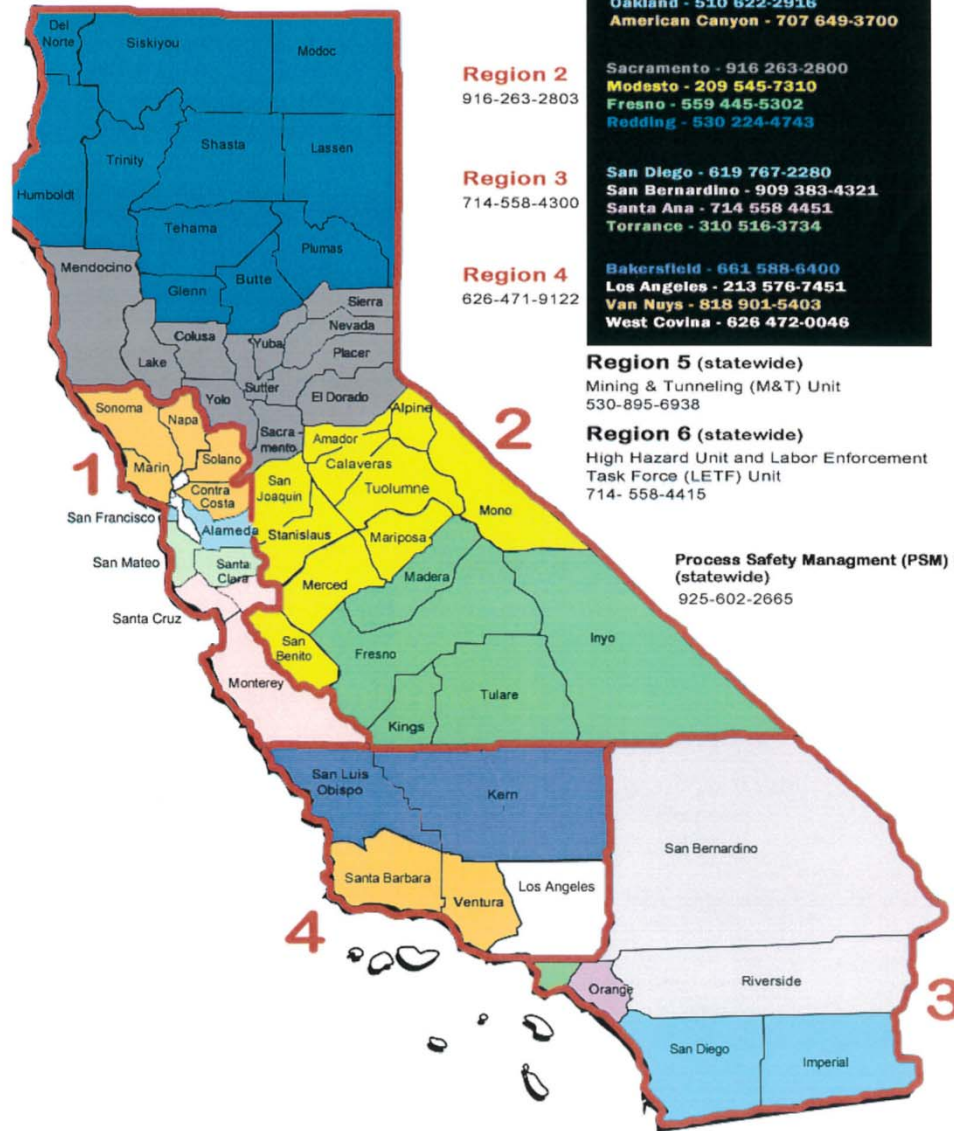 Oakland - 510 622-2916
American Canyon - 707 649-3700
Region 2
916-263-2803
Sacramento - 916 263-2800
Modesto - 209 545-7310
Fresno - 559 445-5302
Redding - 530 224-4743
Region 3
714-558-4300
San Diego - 619 767-2280
San Bernardino - 909 383-4321
Santa Ana - 714 558 4451
Torrance - 310 516-3734
Region 4
626-471-9122
Bakersfield - 661 588-6400
Los Angeles - 213 576-7451
Van Nuys - 818 901-5403
West Covina - 626 472-0046
Region 5 (statewide)
Mining & Tunneling (M&T) Unit
530-895-6938
Region 6 (statewide)
High Hazard Unit and Labor Enforcement
Task Force (LETF) Unit
714- 558-4415
Process Safety Managment (PSM)
(statewide)
925-602-2665
Del
Norte
Siskiyou
Modoc
Humboldt
Trinity
Shasta
Lassen
Tehama
Plumas
Mendocino
Glenn
Butte
Sierra
Nevada
Colusa
Yuba
Placer
Lake
Sutter
Yolo
El Dorado
Sacra-
mento
Sonoma
Napa
Solano
Marin
Contra
Costa
1
2
Alpine
Amador
Calaveras
San
Joaquin
Tuolumne
Mono
San Francisco
Alameda
Stanislaus
Mariposa
San Mateo
Santa
Clara
Merced
Madera
Santa Cruz
San
Benito
Fresno
Inyo
Monterey
Tulare
Kings
San Luis
Obispo
Kern
San Bernardino
Santa Barbara
Ventura
Los Angeles
4
Orange
Riverside
3
San Diego
Imperial